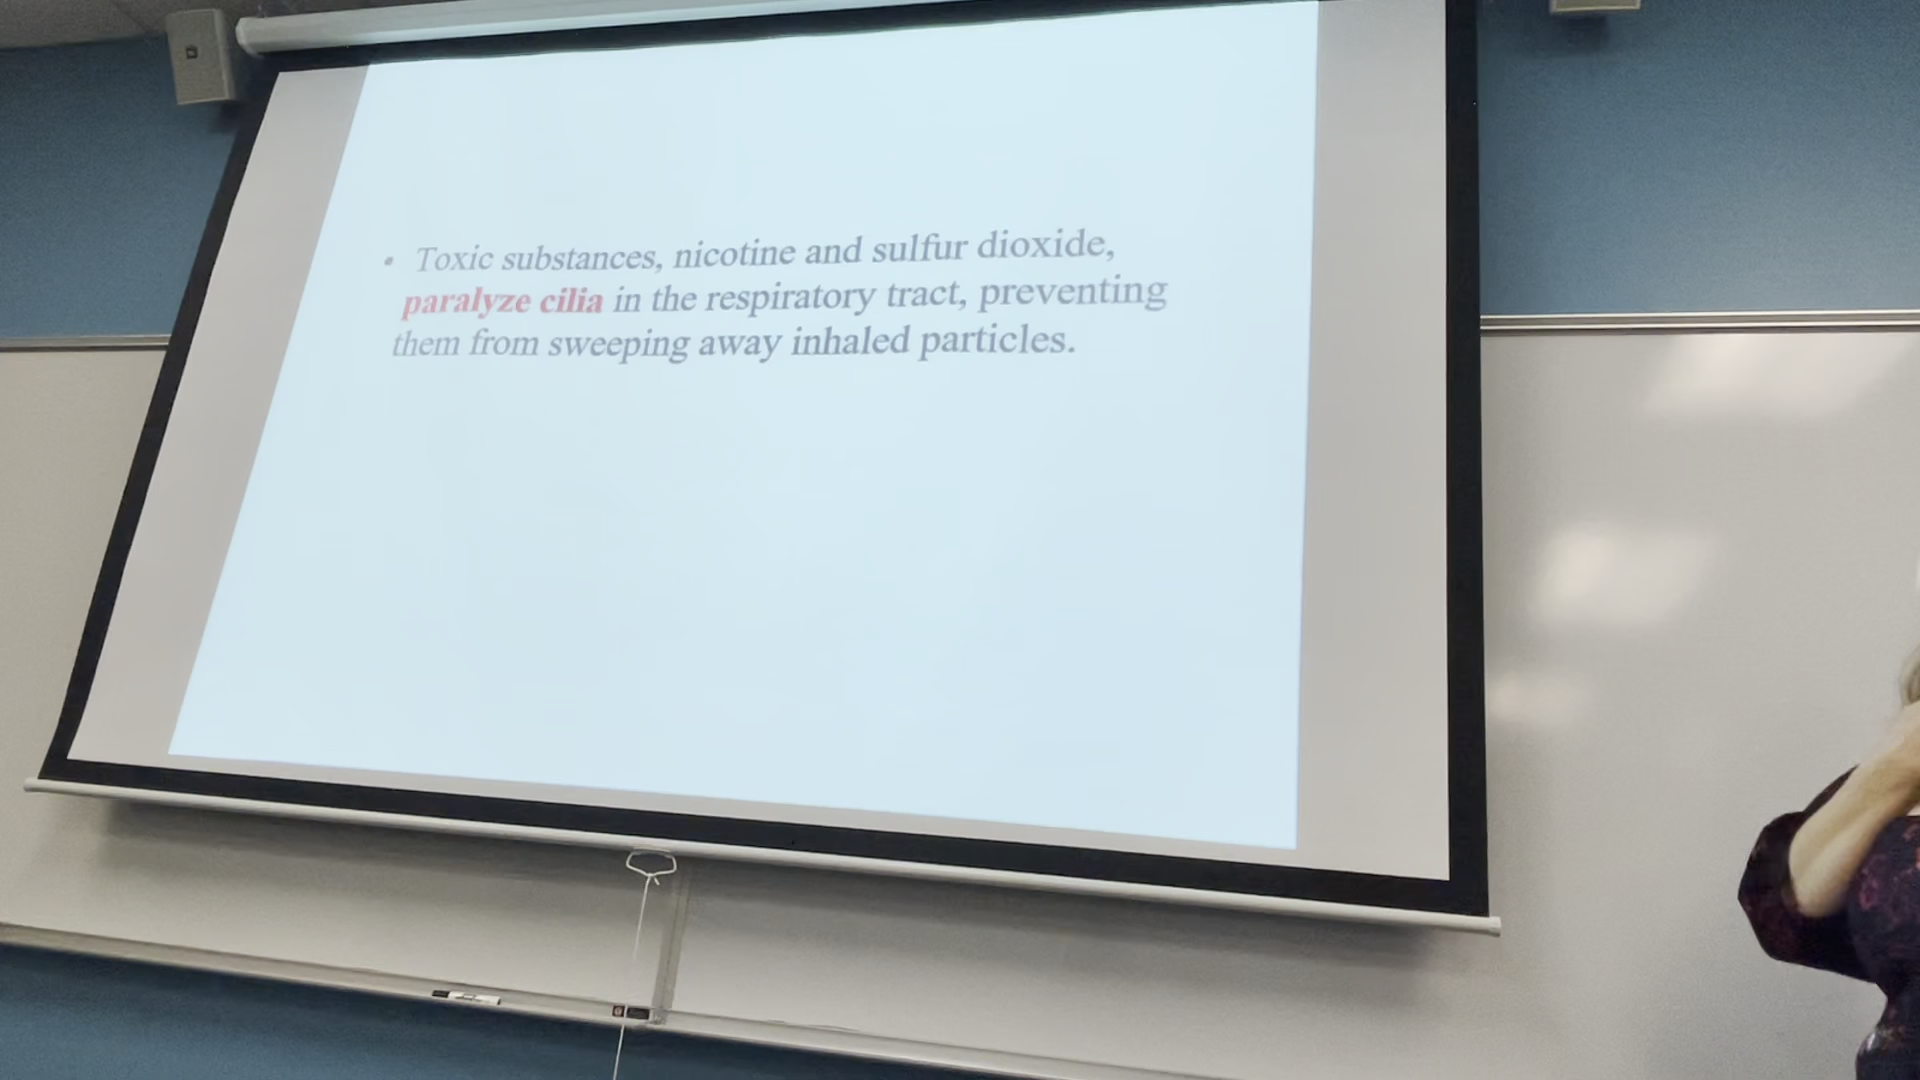 • Toxic substances, nicotine and sulfur dioxide,
paralyze cilia in the respiratory tract, preventing
them from sweeping away inhaled particles.